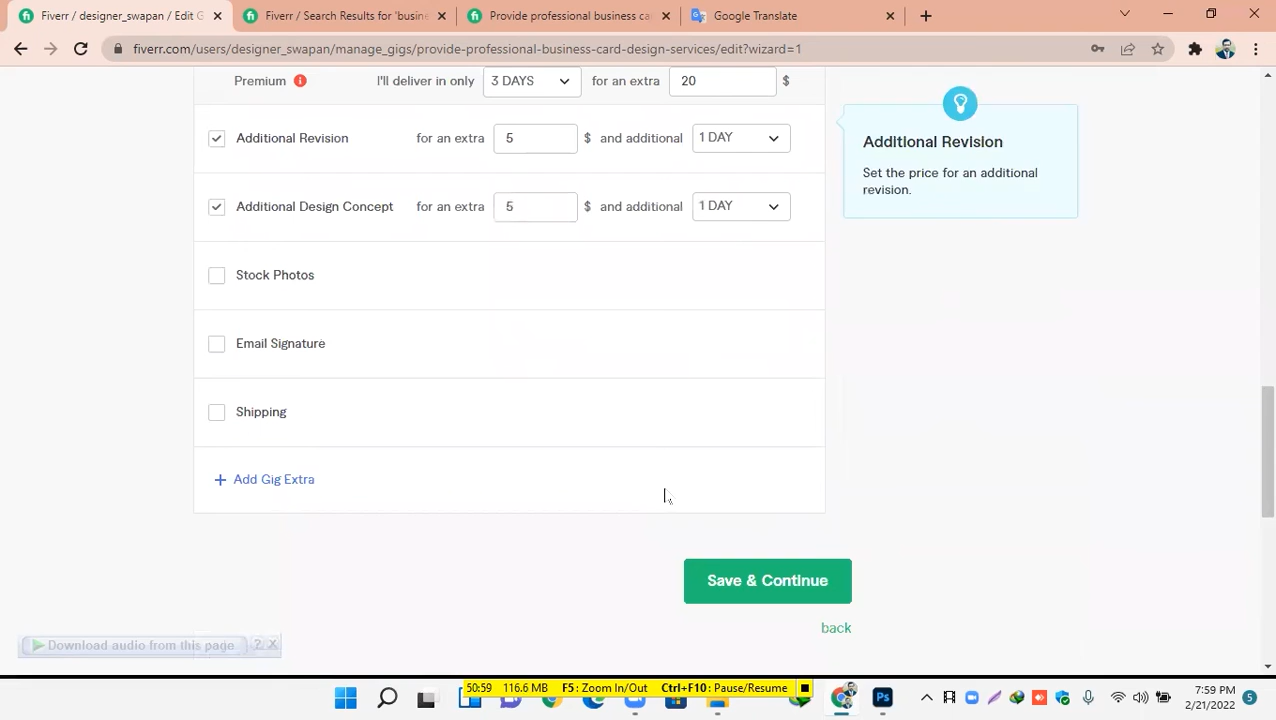 Fiverr / designer_swapan / Edit G
Fiverr / Search Results for 'busine
Provide professional business ca
Google Translate
fiverr.com/users/designer_swapan/manage_gigs/provide-professional-business-card-design-services/edit?wizard=1
Premium I'll deliver in only 3 DAYS for an extra 20 $
Additional Revision for an extra 5 $ and additional 1 DAY
Additional Design Concept for an extra 5 $ and additional 1 DAY
Stock Photos
Email Signature
Shipping
+ Add Gig Extra
Additional Revision
Set the price for an additional
revision.
Save & Continue
back
Download audio from this page ? X
50:59 116.6 MB F5: Zoom In/Out Ctrl+F10: Pause/Resume
7:59 PM
2/21/2022
5